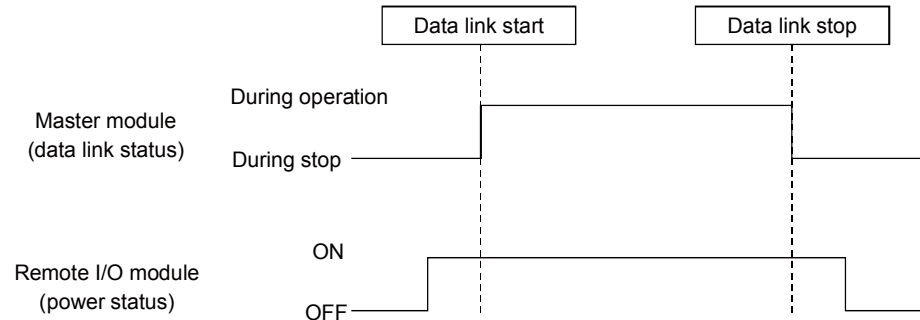 Data link start
Data link stop
During operation
Master module
(data link status)
During stop
ON
Remote I/O module
(power status)
OFF